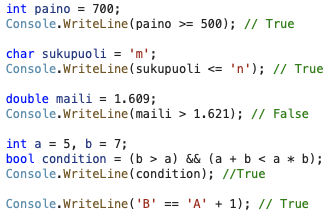 int paino = 700;
Console.WriteLine(paino >= 500); // True
char sukupuoli = 'm';
Console.WriteLine(sukupuoli <= 'n'); // True
double maili = 1.609;
Console.WriteLine(maili > 1.621); // False
int a = 5, b = 7;
bool condition = (b > a) && (a + b < a * b);
Console.WriteLine(condition); //True
Console.WriteLine('B' == 'A' + 1); // True